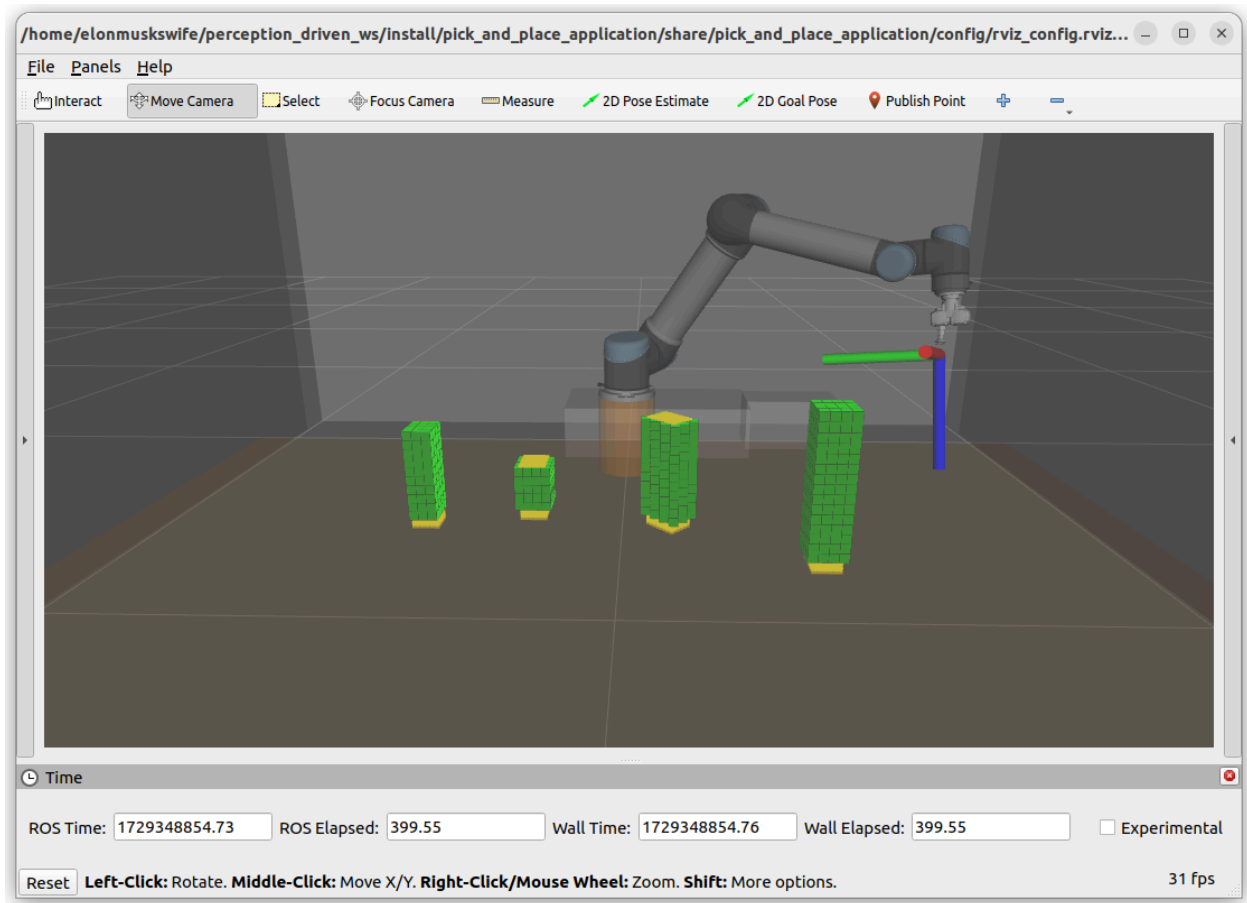 /home/elonmuskswife/perception_driven_ws/install/pick_and_place_application/share/pick_and_place_application/config/rviz_config.rviz...
File Panels Help
Interact Move Camera Select Focus Camera Measure 2D Pose Estimate 2D Goal Pose Publish Point
Time
ROS Time: 1729348854.73 ROS Elapsed: 399.55 Wall Time: 1729348854.76 Wall Elapsed: 399.55 Experimental
Reset Left-Click: Rotate. Middle-Click: Move X/Y. Right-Click/Mouse Wheel: Zoom. Shift: More options. 31 fps